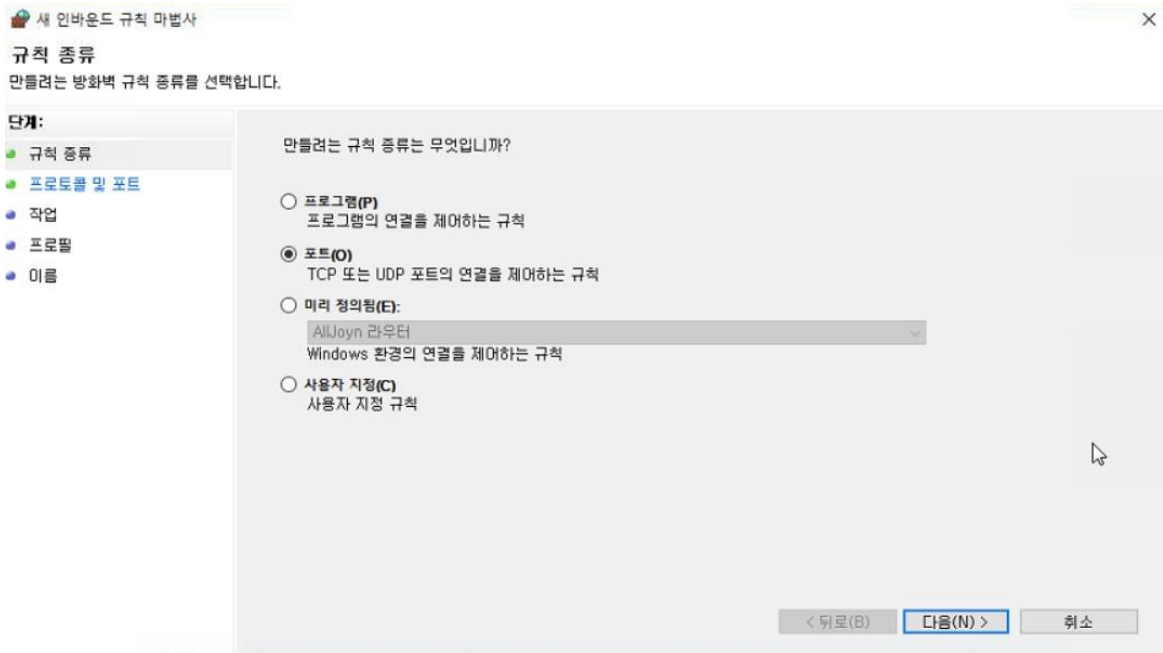 새 인바운드 규칙 마법사
규칙 종류
만들려는 방화벽 규칙 종류를 선택합니다.
단계:
규칙 종류
프로토콜 및 포트
작업
프로필
이름
만들려는 규칙 종류는 무엇입니까?
프로그램(P)
프로그램의 연결을 제어하는 규칙
포트(O)
TCP 또는 UDP 포트의 연결을 제어하는 규칙
미리 정의됨(E):
AllJoyn 라우터
Windows 환경의 연결을 제어하는 규칙
사용자 지정(C)
사용자 지정 규칙
< 뒤로(B) 다음(N) > 취소